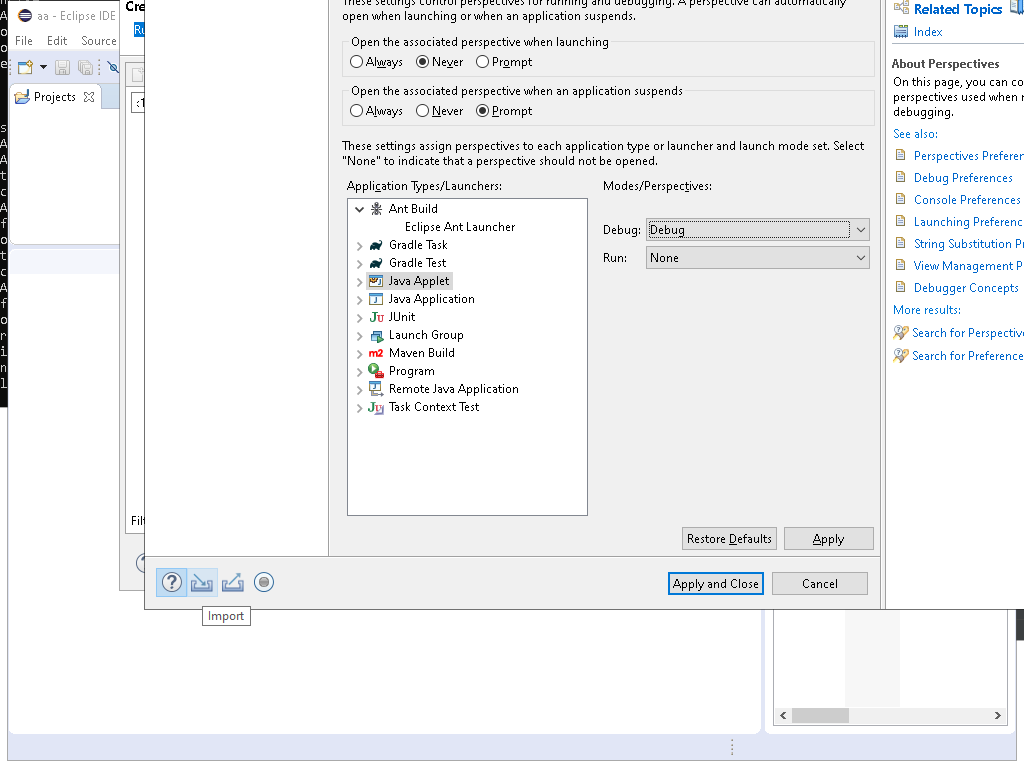 aa - Eclipse IDE
File Edit Source
Projects
Cre
Filt
These settings control perspectives for running and debugging. A perspective can automatically
open when launching or when an application suspends.
Open the associated perspective when launching
Always Never Prompt
Open the associated perspective when an application suspends
Always Never Prompt
These settings assign perspectives to each application type or launcher and launch mode set. Select
"None" to indicate that a perspective should not be opened.
Application Types/Launchers:
Modes/Perspectives:
Ant Build
Eclipse Ant Launcher
Gradle Task
Gradle Test
Java Applet
Java Application
JUnit
Launch Group
Maven Build
Program
Remote Java Application
Task Context Test
Debug: Debug
Run: None
Restore Defaults Apply
Apply and Close Cancel
Import
Related Topics
Index
About Perspectives
On this page, you can co
perspectives used when r
debugging.
See also:
Perspectives Preferen
Debug Preferences
Console Preferences
Launching Preferenc
String Substitution Pr
View Management P
Debugger Concepts
More results:
Search for Perspective
Search for Preference